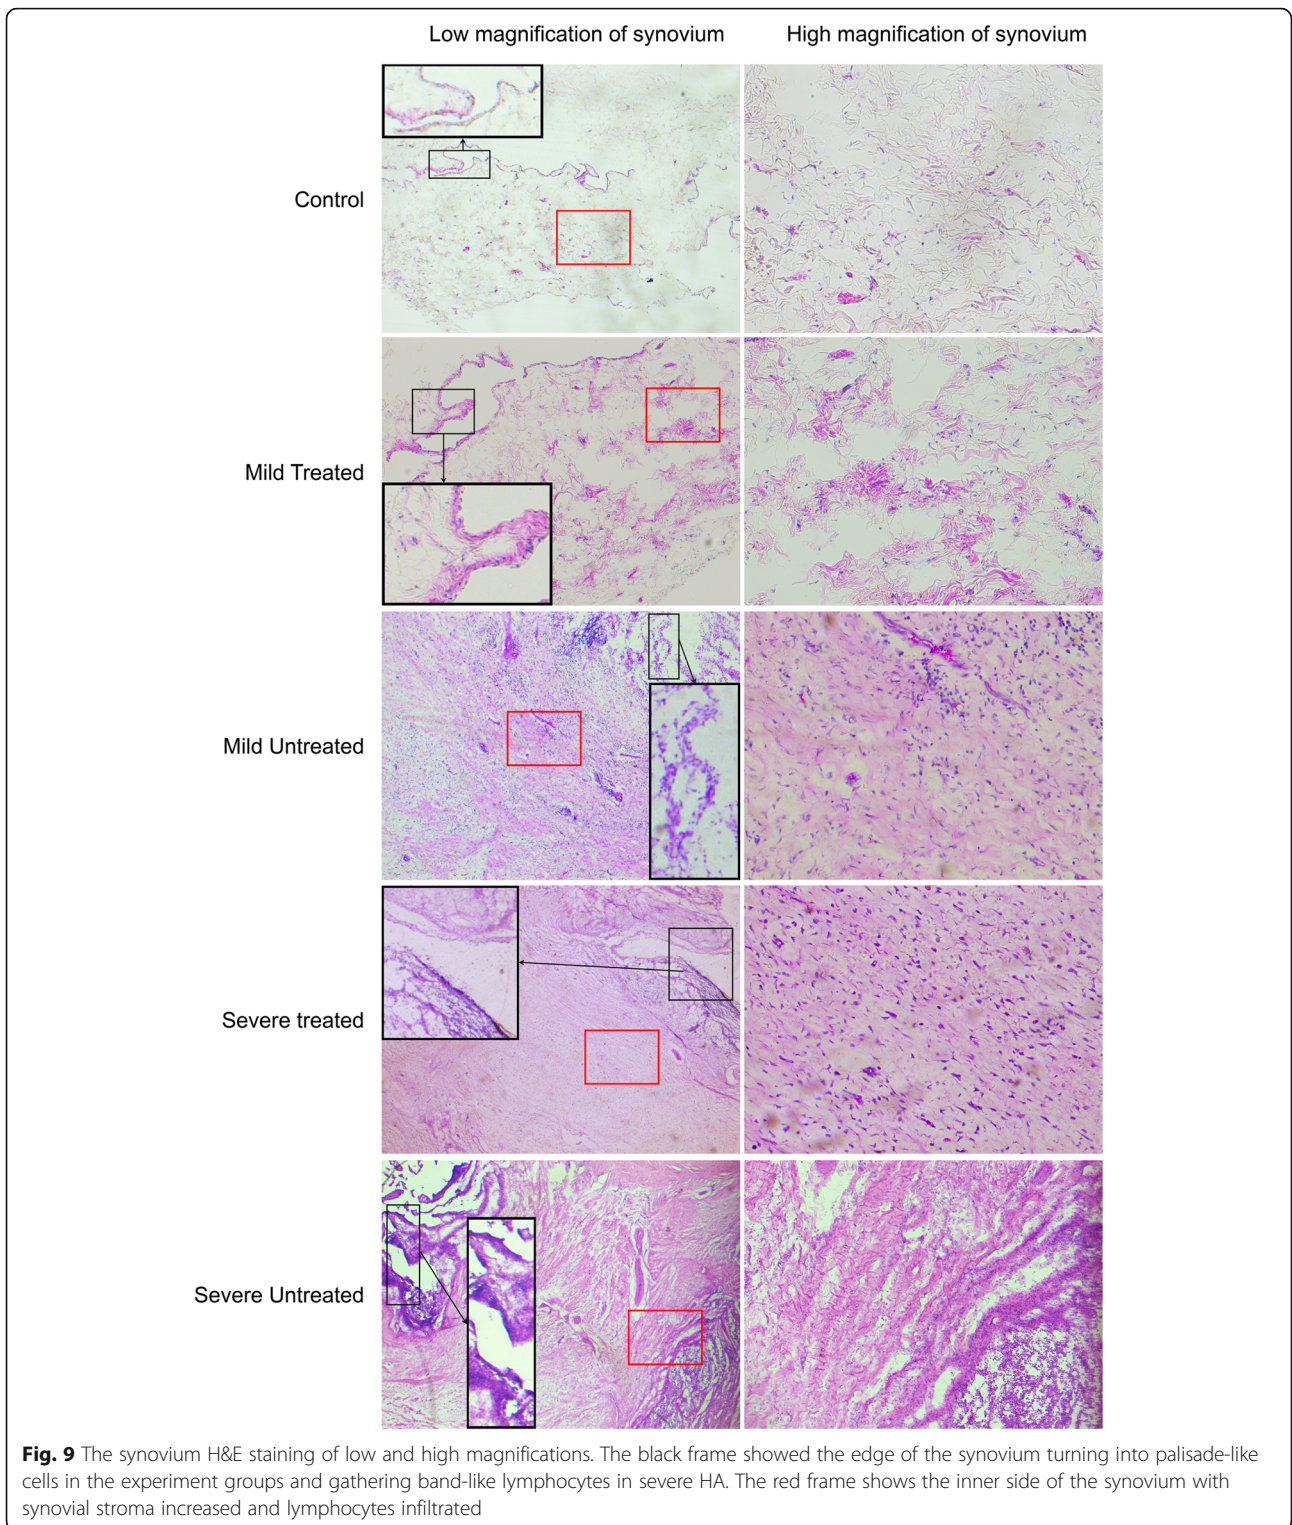 Low magnification of synovium
High magnification of synovium
Control
Mild Treated
Mild Untreated
Severe treated
Severe Untreated
Fig. 9 The synovium H&E staining of low and high magnifications. The black frame showed the edge of the synovium turning into palisade-like
cells in the experiment groups and gathering band-like lymphocytes in severe HA. The red frame shows the inner side of the synovium with
synovial stroma increased and lymphocytes infiltrated